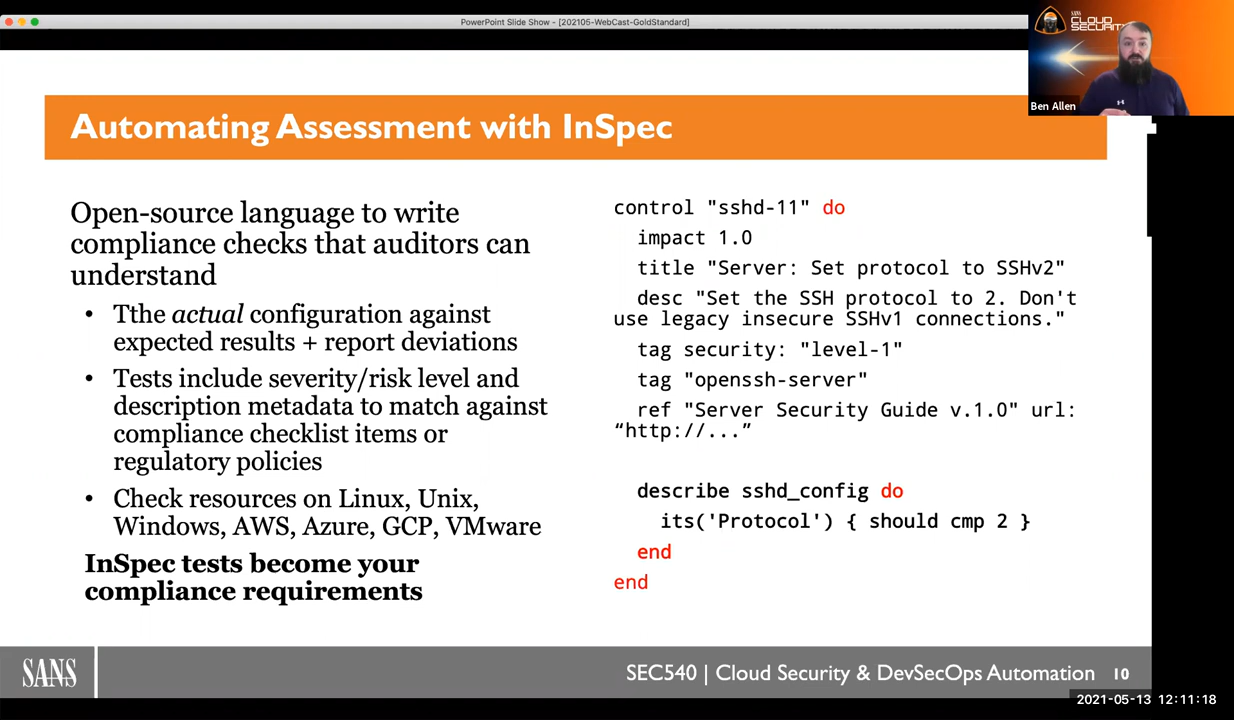 PowerPoint Slide Show - [202105-WebCast-GoldStandard]
SANS
CLOUD
SECURITY
Ben Allen
Automating Assessment with InSpec
Open-source language to write
compliance checks that auditors can
understand
• Tthe actual configuration against
expected results + report deviations
• Tests include severity/risk level and
description metadata to match against
compliance checklist items or
regulatory policies
• Check resources on Linux, Unix,
Windows, AWS, Azure, GCP, VMware
InSpec tests become your
compliance requirements
control "sshd-11" do
impact 1.0
title "Server: Set protocol to SSHv2"
desc "Set the SSH protocol to 2. Don't
use legacy insecure SSHv1 connections."
tag security: "level-1"
tag "openssh-server"
ref "Server Security Guide v.1.0" url:
“http://...”
describe sshd_config do
its('Protocol') { should cmp 2 }
end
end
SANS
SEC540 | Cloud Security & DevSecOps Automation 10
2021-05-13 12:11:18